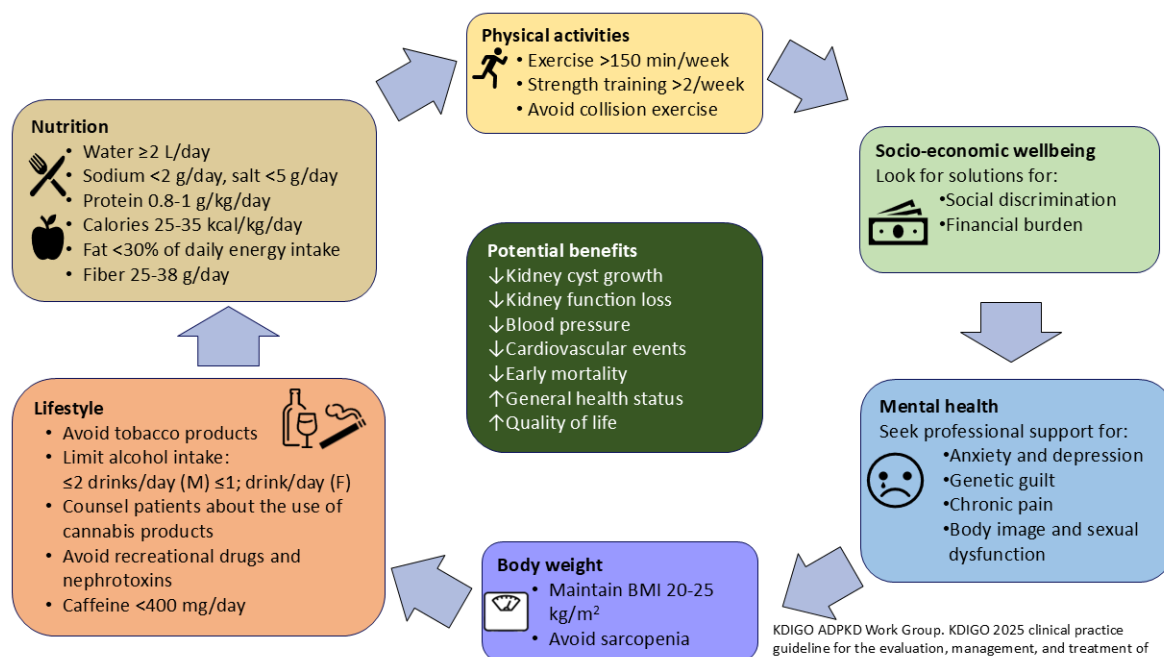 Physical activities
• Exercise >150 min/week
• Strength training >2/week
• Avoid collision exercise
Nutrition
• Water ≥2 L/day
• Sodium <2 g/day, salt <5 g/day
• Protein 0.8-1 g/kg/day
• Calories 25-35 kcal/kg/day
• Fat <30% of daily energy intake
• Fiber 25-38 g/day
Socio-economic wellbeing
Look for solutions for:
•Social discrimination
•Financial burden
Potential benefits
↓Kidney cyst growth
↓Kidney function loss
↓Blood pressure
↓Cardiovascular events
↓Early mortality
↑General health status
↑Quality of life
Lifestyle
• Avoid tobacco products
• Limit alcohol intake:
≤2 drinks/day (M) ≤1; drink/day (F)
• Counsel patients about the use of
cannabis products
• Avoid recreational drugs and
nephrotoxins
• Caffeine <400 mg/day
Mental health
Seek professional support for:
•Anxiety and depression
•Genetic guilt
•Chronic pain
•Body image and sexual
dysfunction
Body weight
• Maintain BMI 20-25
kg/m²
• Avoid sarcopenia
KDIGO ADPKD Work Group. KDIGO 2025 clinical practice
guideline for the evaluation, management, and treatment of